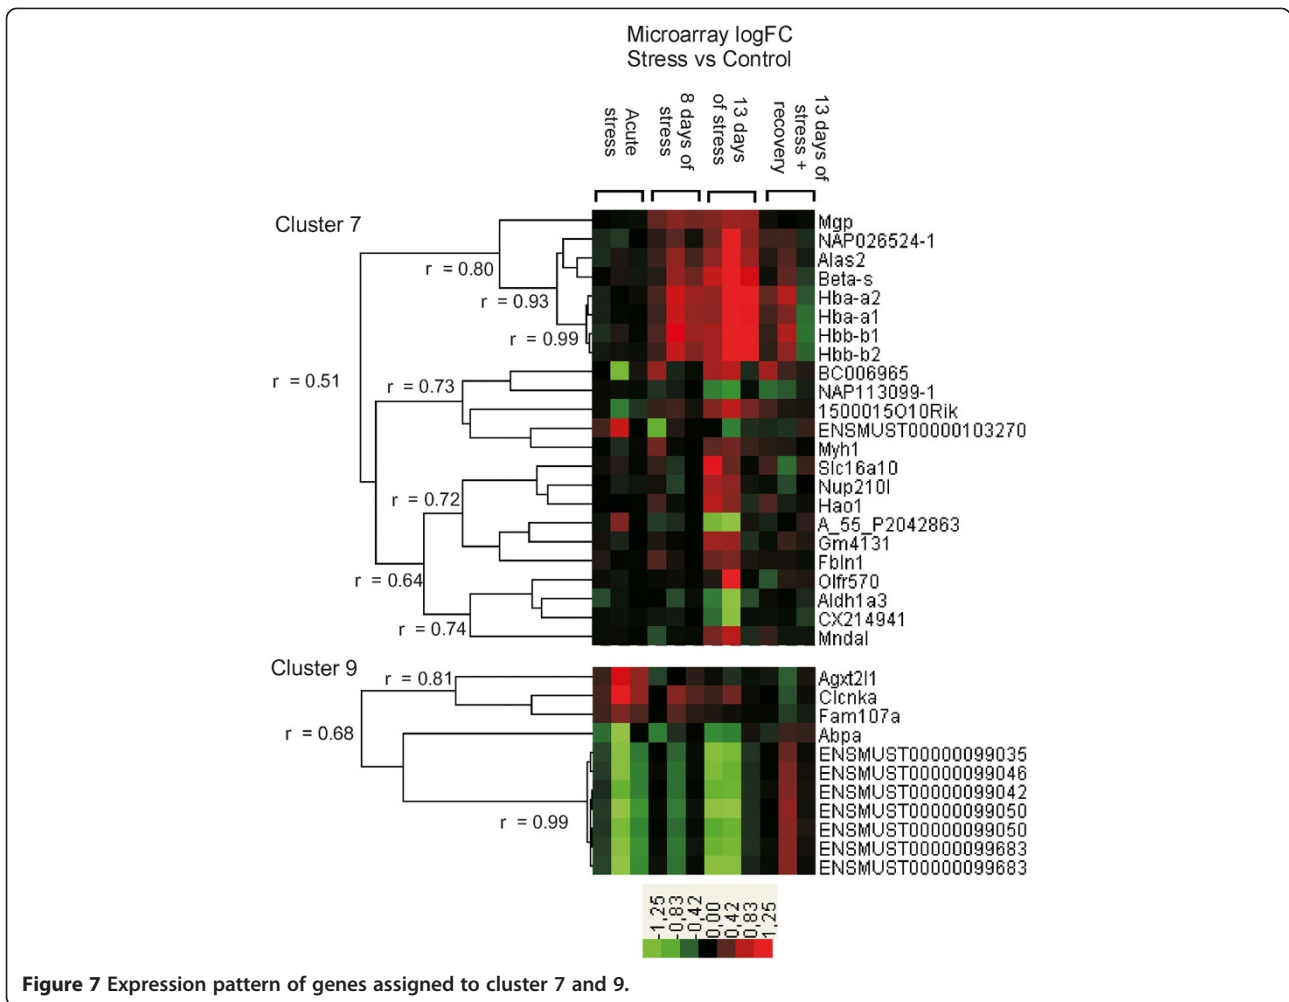 Microarray logFC
Stress vs Control
Acute
stress
8 days of
stress
13 days
of stress
13 days of
stress +
recovery
Cluster 7
r = 0.80
r = 0.93
r = 0.99
r = 0.51
r = 0.73
r = 0.72
r = 0.64
r = 0.74
Mgp
NAP026524-1
Alas2
Beta-s
Hba-a2
Hba-a1
Hbb-b1
Hbb-b2
BC006965
NAP113099-1
1500015O10Rik
ENSMUST00000103270
Myh1
Slc16a10
Nup210l
Hao1
A_55_P2042863
Gm4131
Fbln1
Olfr570
Aldh1a3
CX214941
Mndal
Cluster 9
r = 0.81
r = 0.68
r = 0.99
Agxt2l1
Clcnka
Fam107a
Abpa
ENSMUST00000099035
ENSMUST00000099046
ENSMUST00000099042
ENSMUST00000099050
ENSMUST00000099050
ENSMUST00000099683
ENSMUST00000099683
-1,25
-0,83
-0,42
0,00
0,42
0,83
1,25
Figure 7 Expression pattern of genes assigned to cluster 7 and 9.